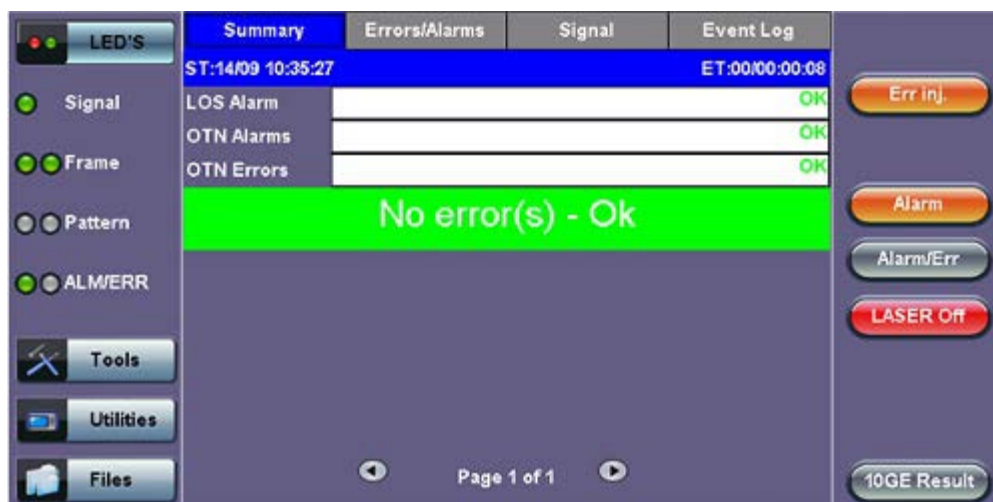 LED'S
Signal
Frame
Pattern
ALM/ERR
Tools
Utilities
Files
Summary
Errors/Alarms
Signal
Event Log
ST:14/09 10:35:27 ET:00/00:00:08
LOS Alarm OK
OTN Alarms OK
OTN Errors OK
No error(s) - Ok
Page 1 of 1
Err inj.
Alarm
Alarm/Err
LASER Off
10GE Result